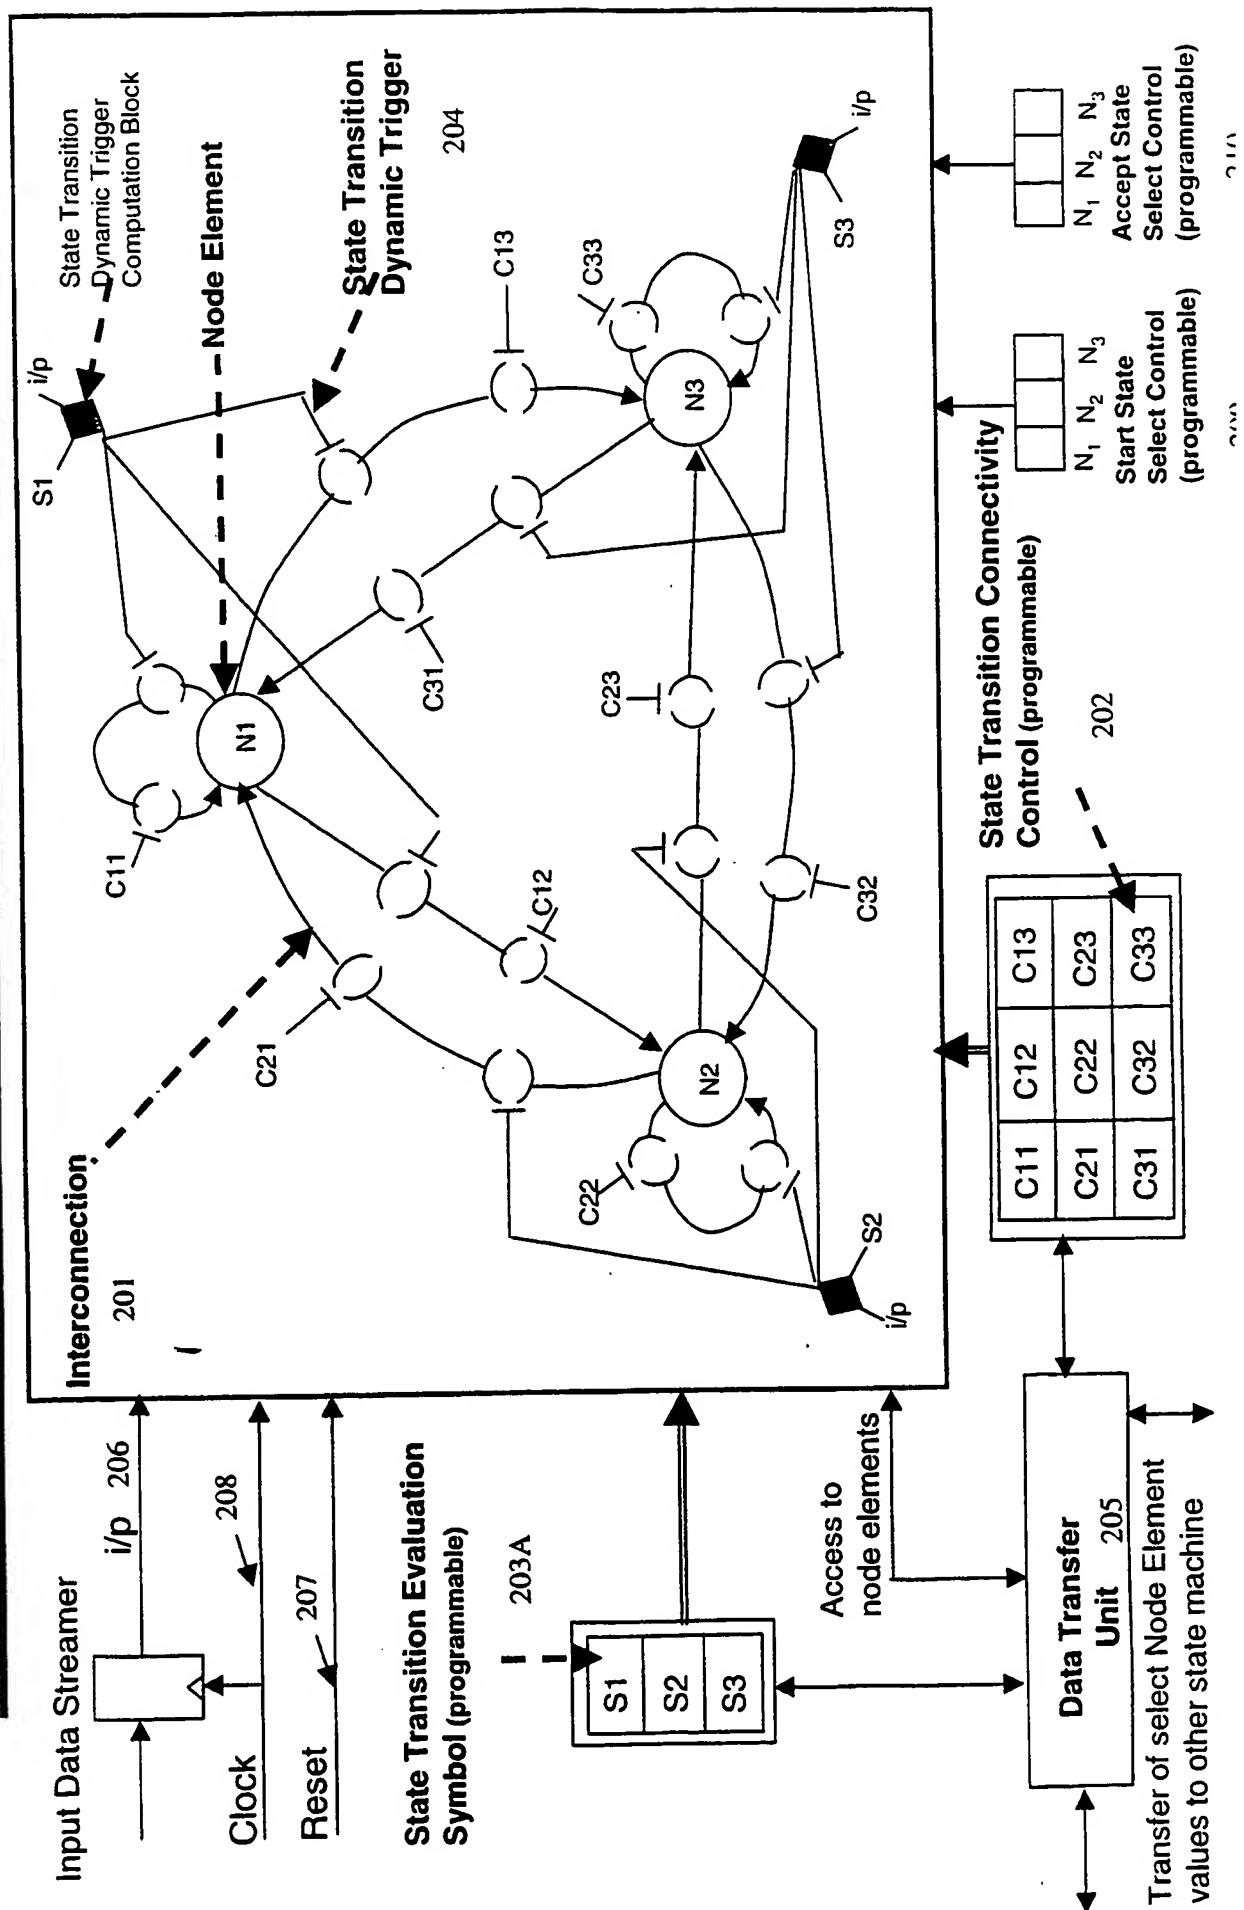 Input Data Streamer
i/p 206
Clock
208
Reset
207
State Transition Evaluation
Symbol (programmable)
203A
S1
S2
S3
Access to
node elements
Data Transfer
Unit 205
Transfer of select Node Element
values to other state machine
Interconnection
201
State Transition
Dynamic Trigger
Computation Block
Node Element
State Transition
Dynamic Trigger
204
i/p
S1
C11
N1
C21
C12
C31
C13
C33
N3
C23
C32
N2
C22
S2
i/p
S3
i/p
C11 C12 C13
C21 C22 C23
C31 C32 C33
State Transition Connectivity
Control (programmable)
202
N1 N2 N3
Start State
Select Control
(programmable)
N1 N2 N3
Accept State
Select Control
(programmable)